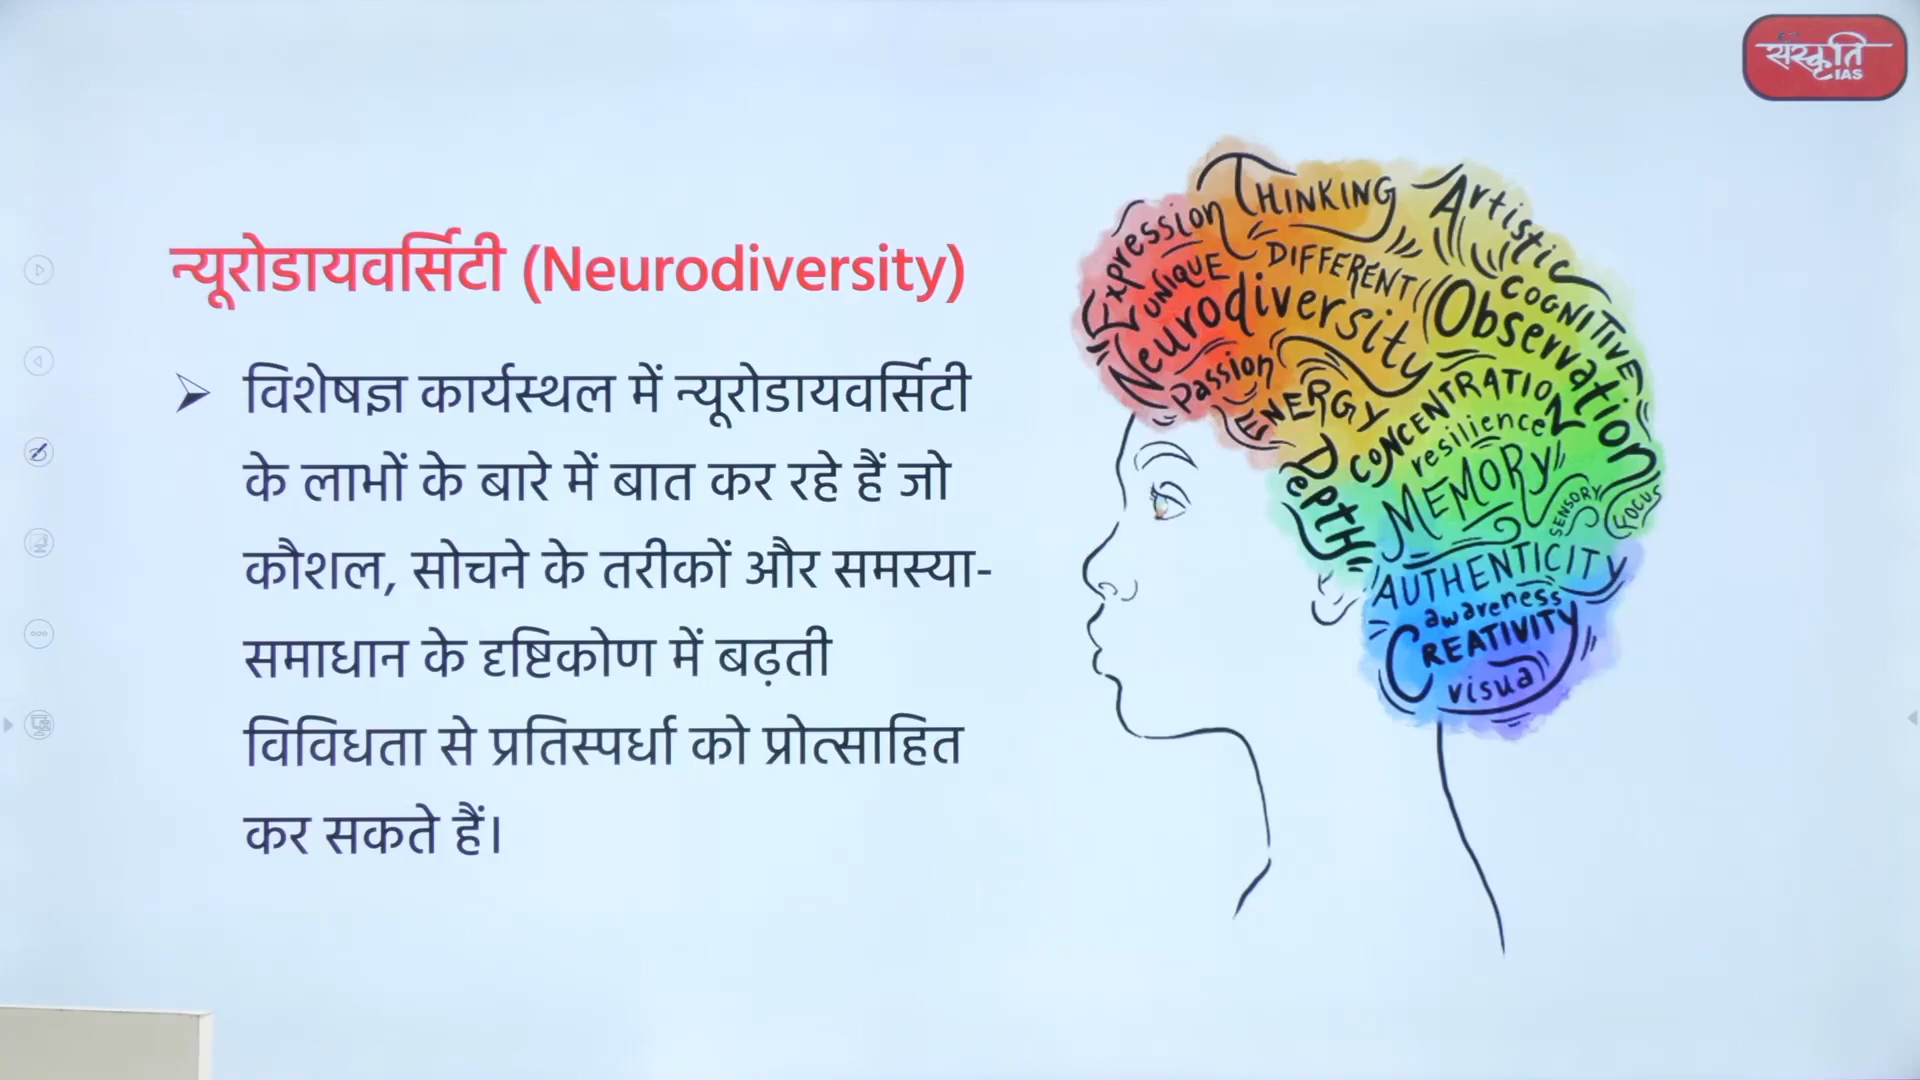 संस्कृति
IAS
न्यूरोडायवर्सिटी (Neurodiversity)
➢ विशेषज्ञ कार्यस्थल में न्यूरोडायवर्सिटी
के लाभों के बारे में बात कर रहे हैं जो
कौशल, सोचने के तरीकों और समस्या-
समाधान के दृष्टिकोण में बढ़ती
विविधता से प्रतिस्पर्धा को प्रोत्साहित
कर सकते हैं।
Expression
THINKING
Artistic
UNIQUE
DIFFERENT
COGNITIVE
Neurodiversity
Observation
Passion
ENERGY
CONCENTRATION
resilience
Depth
MEMORY
SENSORY
FOCUS
AUTHENTICITY
awareness
CREATIVITY
visual